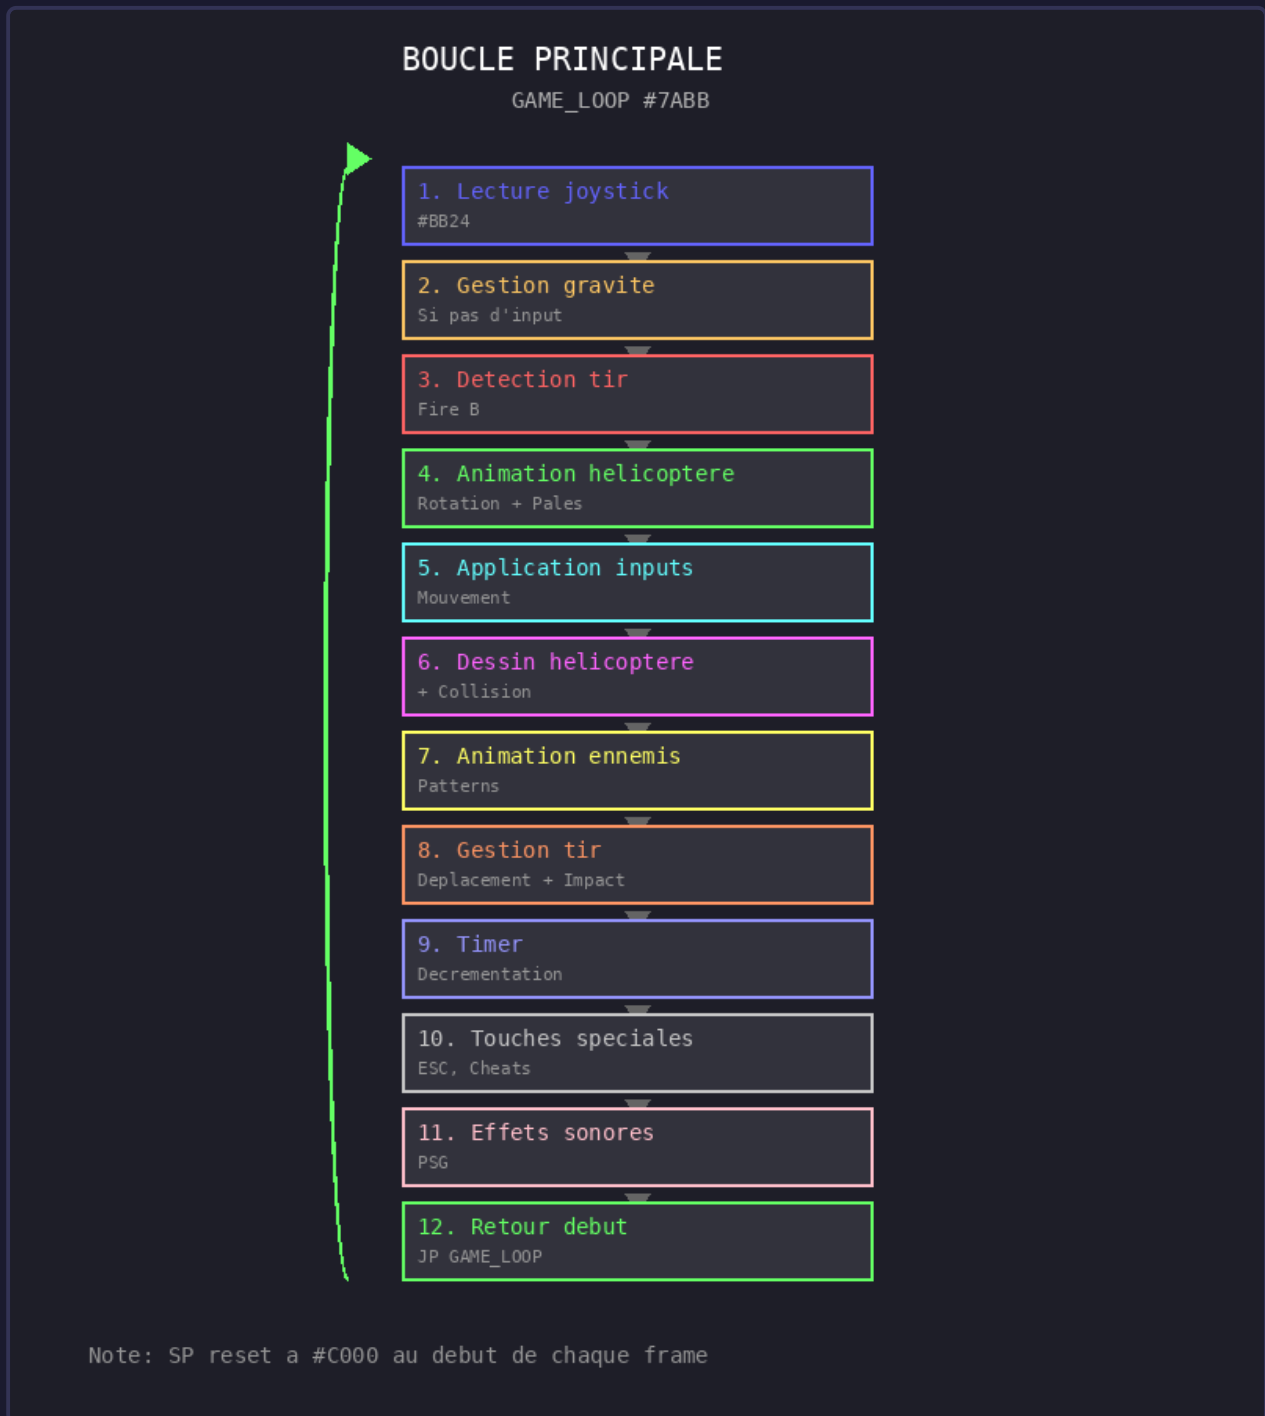 BOUCLE PRINCIPALE
GAME_LOOP #7ABB
1. Lecture joystick
#BB24
2. Gestion gravite
Si pas d'input
3. Detection tir
Fire B
4. Animation helicoptere
Rotation + Pales
5. Application inputs
Mouvement
6. Dessin helicoptere
+ Collision
7. Animation ennemis
Patterns
8. Gestion tir
Deplacement + Impact
9. Timer
Decrementation
10. Touches speciales
ESC, Cheats
11. Effets sonores
PSG
12. Retour debut
JP GAME_LOOP
Note: SP reset a #C000 au debut de chaque frame